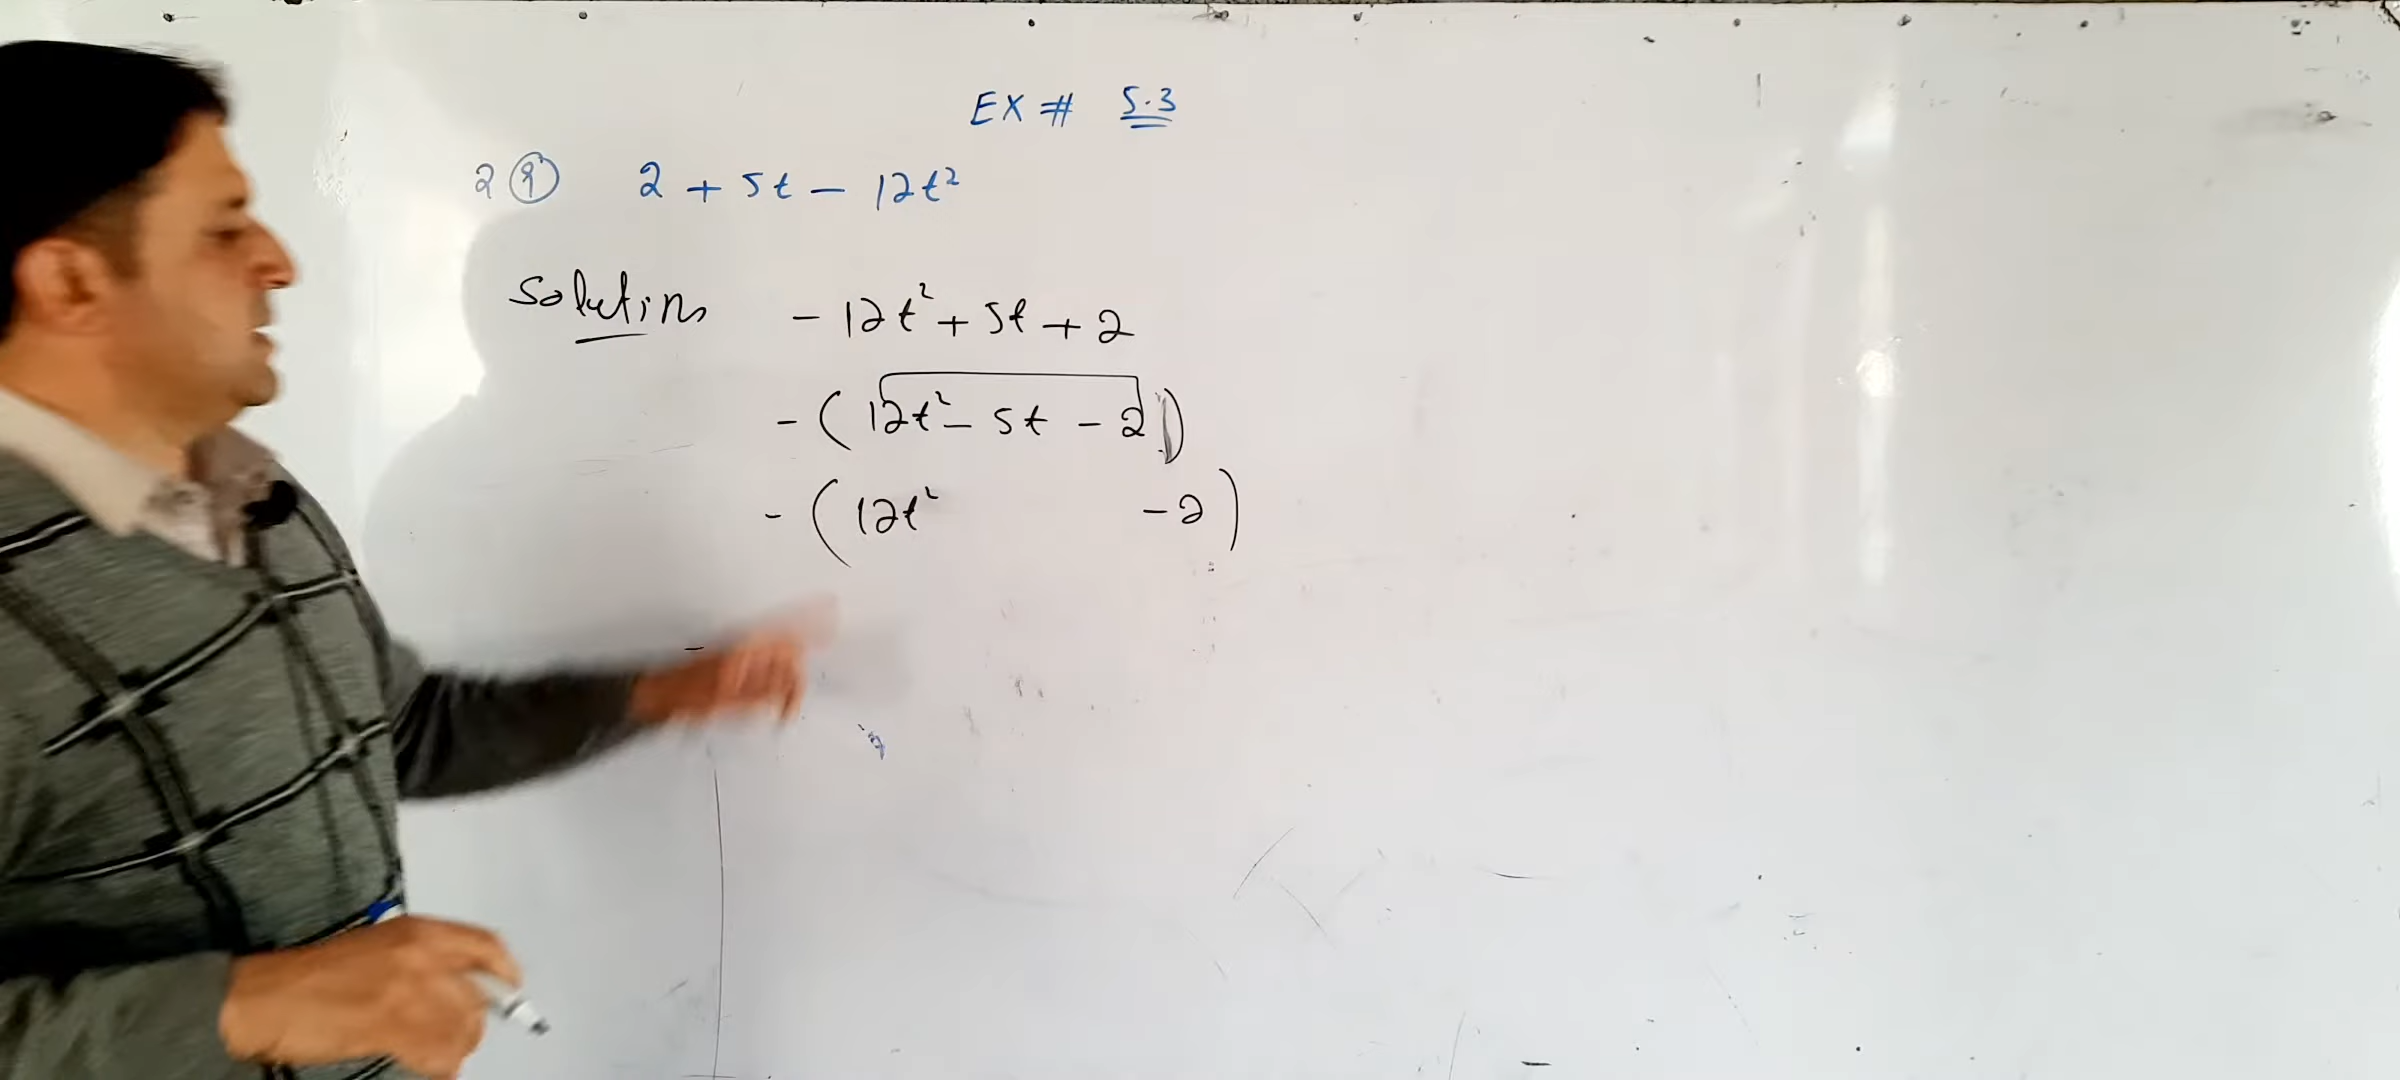 EX # 5.3
2 9 2 + 5t - 12t²
Solution - 12t² + 5t + 2
- ( 12t² - 5t - 2 )
- ( 12t² - 2 )